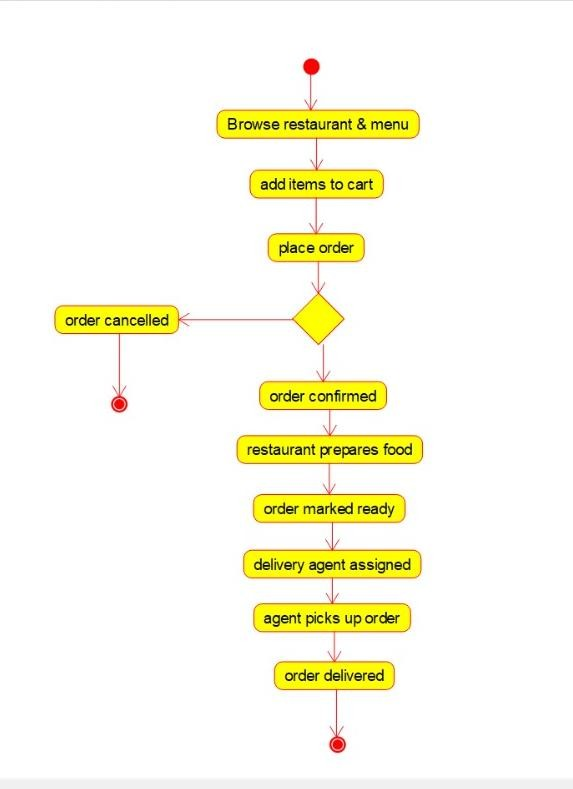 Browse restaurant & menu
add items to cart
place order
order cancelled
order confirmed
restaurant prepares food
order marked ready
delivery agent assigned
agent picks up order
order delivered